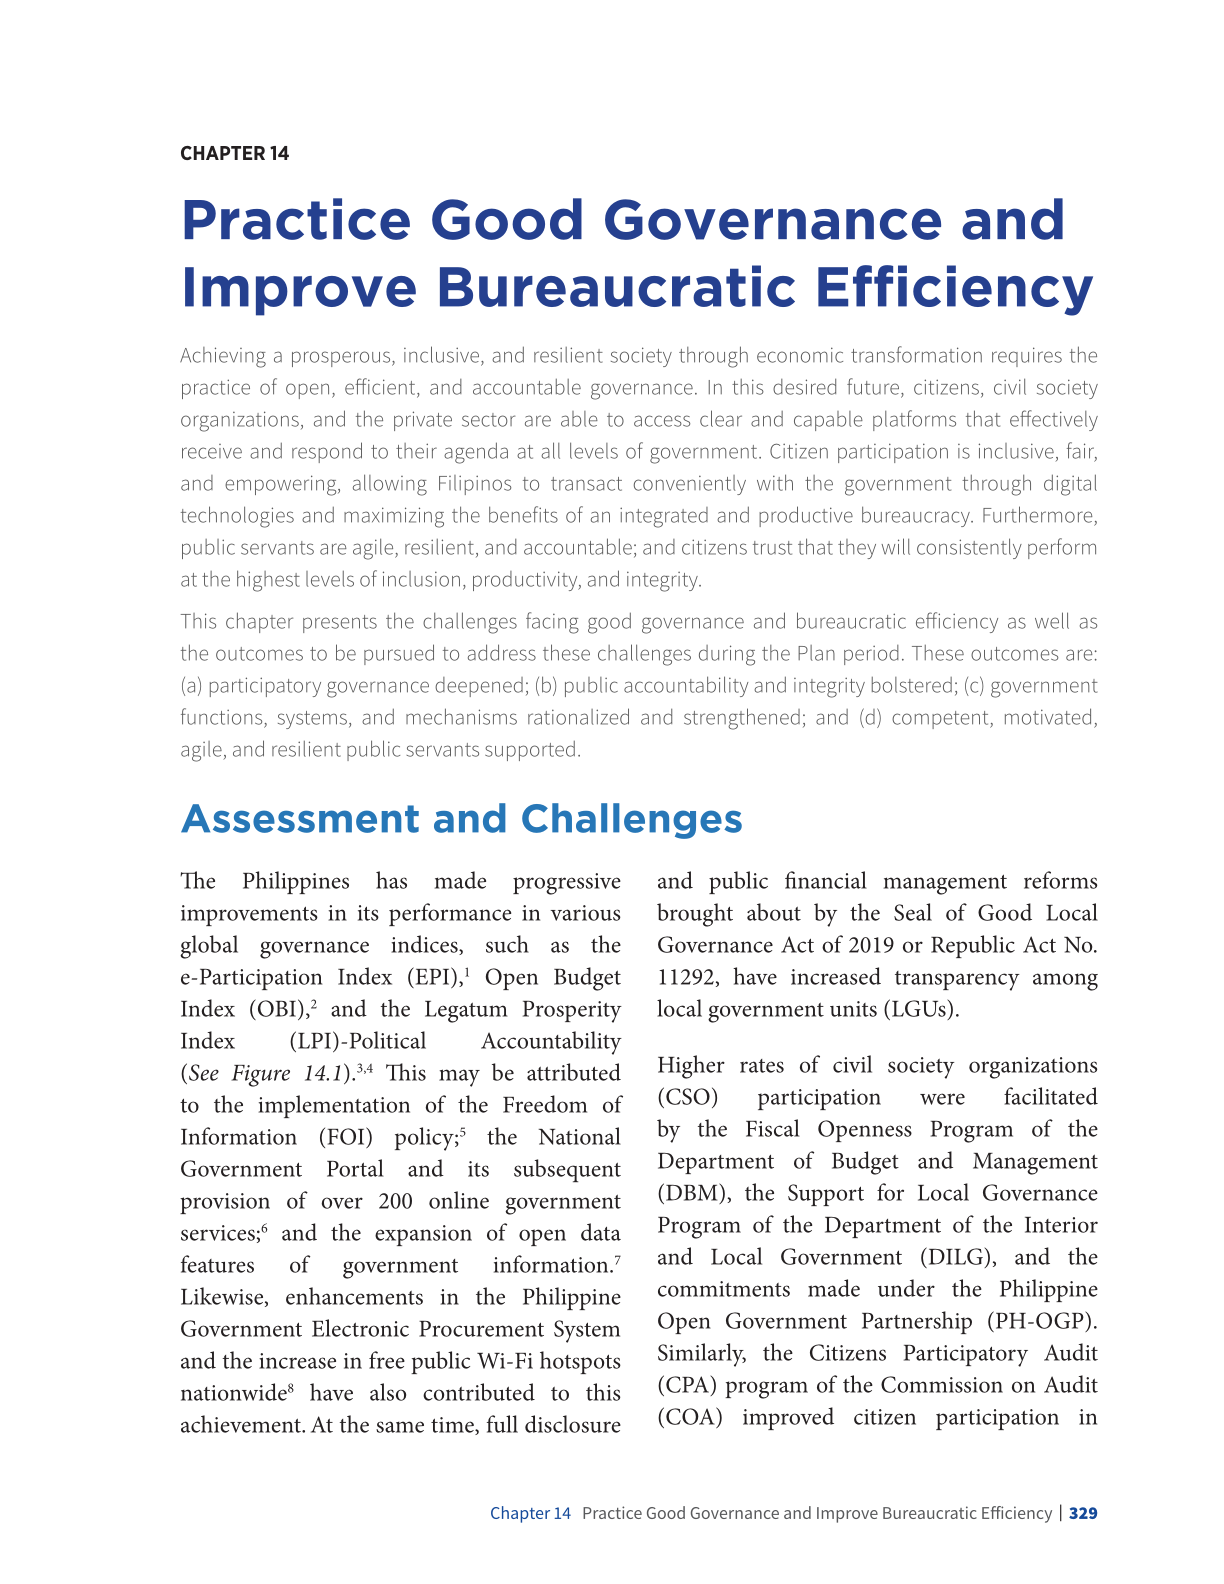 CHAPTER 14
Practice Good Governance and
Improve Bureaucratic Efficiency
Achieving a prosperous, inclusive, and resilient society through economic transformation requires the
practice of open, efficient, and accountable governance. In this desired future, citizens, civil society
organizations, and the private sector are able to access clear and capable platforms that effectively
receive and respond to their agenda at all levels of government. Citizen participation is inclusive, fair,
and empowering, allowing Filipinos to transact conveniently with the government through digital
technologies and maximizing the benefits of an integrated and productive bureaucracy. Furthermore,
public servants are agile, resilient, and accountable; and citizens trust that they will consistently perform
at the highest levels of inclusion, productivity, and integrity.
This chapter presents the challenges facing good governance and bureaucratic efficiency as well as
the outcomes to be pursued to address these challenges during the Plan period. These outcomes are:
(a) participatory governance deepened; (b) public accountability and integrity bolstered; (c) government
functions, systems, and mechanisms rationalized and strengthened; and (d) competent, motivated,
agile, and resilient public servants supported.
Assessment and Challenges
The Philippines has made progressive
improvements in its performance in various
global governance indices, such as the
e-Participation Index (EPI),1 Open Budget
Index (OBI),2 and the Legatum Prosperity
Index (LPI)-Political Accountability
(See Figure 14.1).3,4 This may be attributed
to the implementation of the Freedom of
Information (FOI) policy;5 the National
Government Portal and its subsequent
provision of over 200 online government
services;6 and the expansion of open data
features of government information.7
Likewise, enhancements in the Philippine
Government Electronic Procurement System
and the increase in free public Wi-Fi hotspots
nationwide8 have also contributed to this
achievement. At the same time, full disclosure
and public financial management reforms
brought about by the Seal of Good Local
Governance Act of 2019 or Republic Act No.
11292, have increased transparency among
local government units (LGUs).
Higher rates of civil society organizations
(CSO) participation were facilitated
by the Fiscal Openness Program of the
Department of Budget and Management
(DBM), the Support for Local Governance
Program of the Department of the Interior
and Local Government (DILG), and the
commitments made under the Philippine
Open Government Partnership (PH-OGP).
Similarly, the Citizens Participatory Audit
(CPA) program of the Commission on Audit
(COA) improved citizen participation in
Chapter 14 Practice Good Governance and Improve Bureaucratic Efficiency | 329